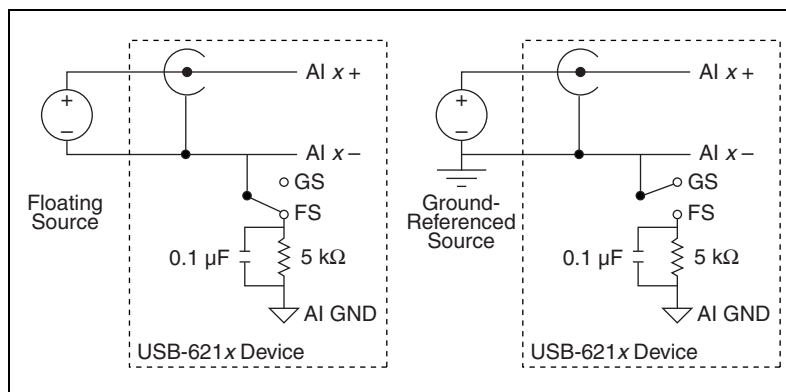 AI x +
+
–
AI x –
GS
FS
Floating
Source
0.1 µF
5 kΩ
AI GND
USB-621x Device
AI x +
+
–
AI x –
GS
FS
Ground-
Referenced
Source
0.1 µF
5 kΩ
AI GND
USB-621x Device